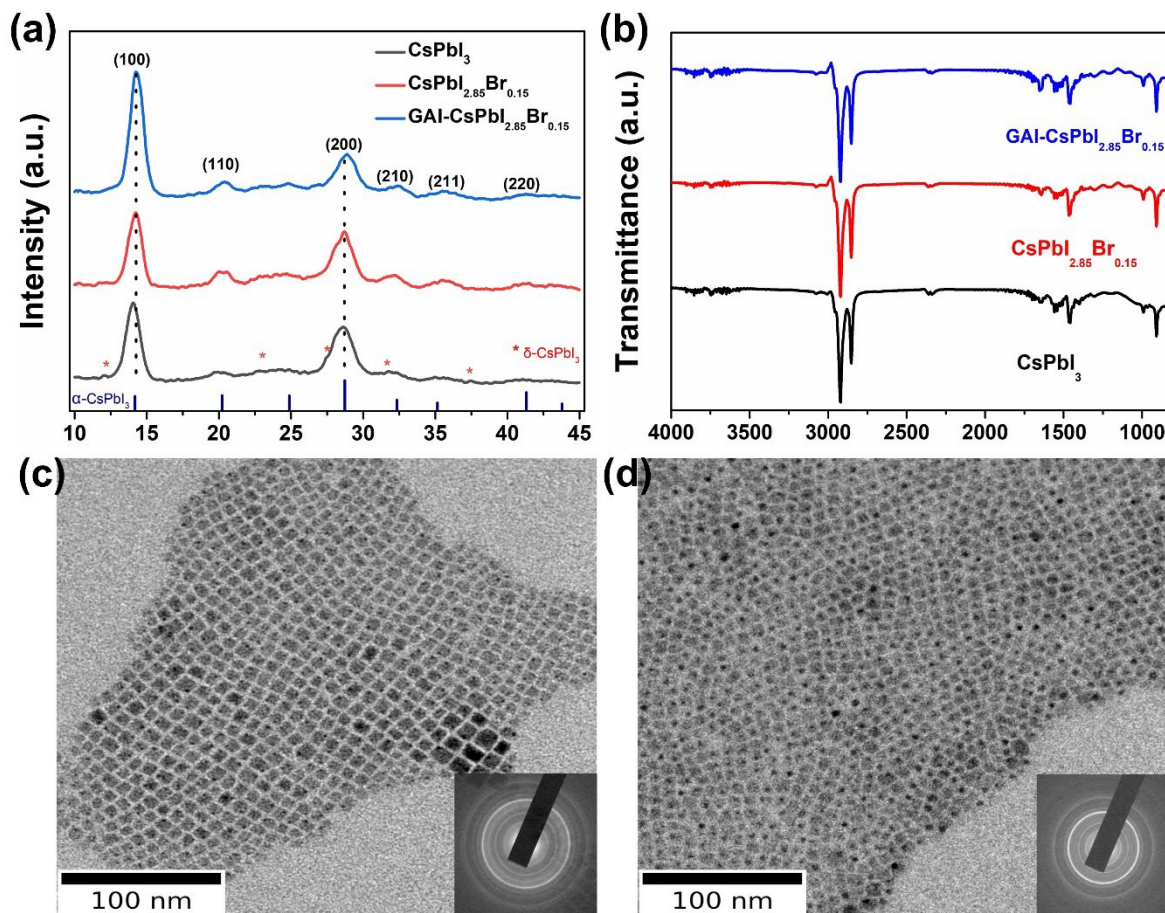 (a)
Intensity (a.u.)
(100)
(110)
(200)
(210)
(211)
(220)
CsPbI₃
CsPbI₂.₈₅Br₀.₁₅
GAI-CsPbI₂.₈₅Br₀.₁₅
* * * * *
* δ-CsPbI₃
α-CsPbI₃
10 15 20 25 30 35 40 45
(b)
Transmittance (a.u.)
GAI-CsPbI₂.₈₅Br₀.₁₅
CsPbI₂.₈₅Br₀.₁₅
CsPbI₃
4000 3500 3000 2500 2000 1500 1000
(c)
100 nm
(d)
100 nm